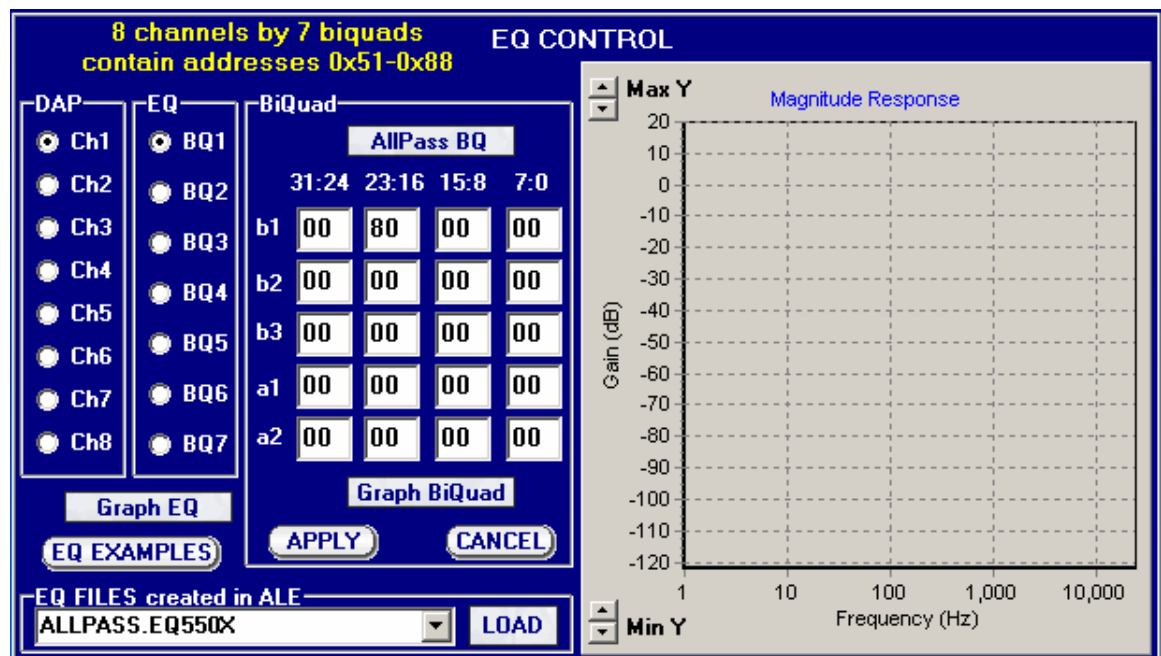 8 channels by 7 biquads
contain addresses 0x51-0x88
EQ CONTROL
DAP
Ch1
Ch2
Ch3
Ch4
Ch5
Ch6
Ch7
Ch8
EQ
BQ1
BQ2
BQ3
BQ4
BQ5
BQ6
BQ7
BiQuad
AllPass BQ
31:24 23:16 15:8 7:0
b1 00 80 00 00
b2 00 00 00 00
b3 00 00 00 00
a1 00 00 00 00
a2 00 00 00 00
Graph BiQuad
APPLY CANCEL
Graph EQ
EQ EXAMPLES
EQ FILES created in ALE
ALLPASS.EQ550X LOAD
Max Y
Magnitude Response
20
10
0
-10
-20
-30
-40
-50
-60
-70
-80
-90
-100
-110
-120
Gain (dB)
1 10 100 1,000 10,000
Frequency (Hz)
Min Y